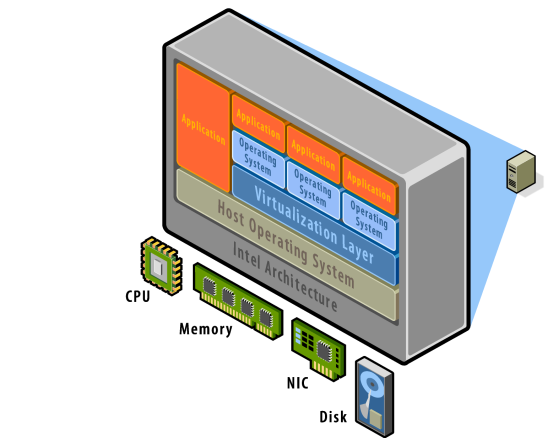 Application
Application
Application
Application
Operating
System
Operating
System
Operating
System
Virtualization Layer
Host Operating System
Intel Architecture
CPU
Memory
NIC
Disk